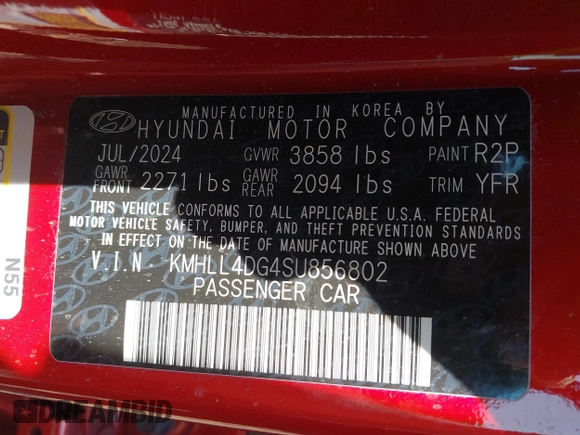 MANUFACTURED IN KOREA BY
HYUNDAI MOTOR COMPANY
JUL/2024 GVWR 3858 lbs PAINT R2P
GAWR FRONT 2271 lbs GAWR REAR 2094 lbs TRIM YFR
THIS VEHICLE CONFORMS TO ALL APPLICABLE U.S.A. FEDERAL
MOTOR VEHICLE SAFETY, BUMPER, AND THEFT PREVENTION STANDARDS
IN EFFECT ON THE DATE OF MANUFACTURE SHOWN ABOVE.
V.I.N KMHLL4DG4SU856802
PASSENGER CAR
N55
DREAMBID